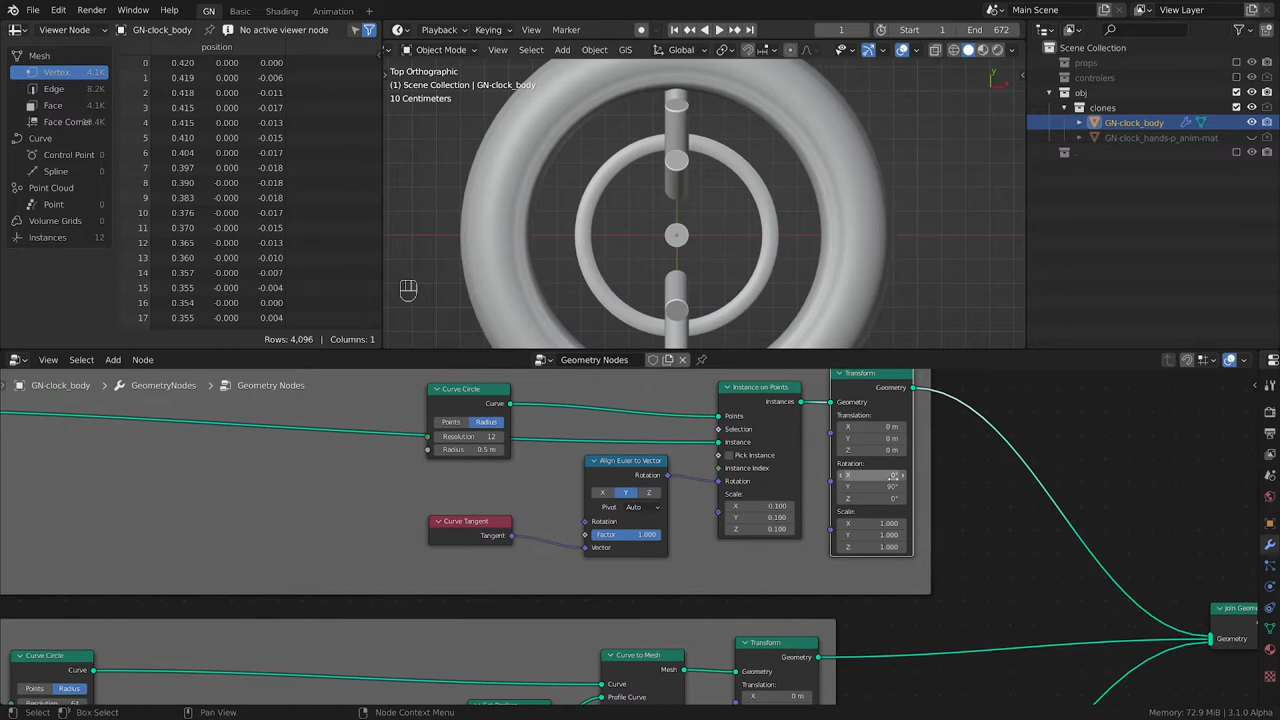 File Edit Render Window Help GN Basic Shading Animation Main Scene View Layer
Viewer Node GN-clock_body No active viewer node
Playback Keying View Marker 1 Start 1 End 672
Mesh
position
Vertex 4.1K
Edge 8.2K
Face 4.1K
Face Corner
Curve
Control Point 0
Spline 0
Point Cloud
Point 0
Volume Grids 0
Instances 12
0 0.420 0.000 0.000
1 0.419 -0.000 -0.006
2 0.418 -0.000 -0.011
3 0.415 -0.000 -0.017
4 0.415 -0.000
5 0.410 -0.000 -0.017
6 0.404 -0.000 -0.017
7 0.397 -0.000 -0.018
8 0.390 -0.000 -0.018
9 0.383 -0.000 -0.018
10 0.376 -0.000 -0.017
11 0.370 -0.000 -0.015
12 0.365 -0.000 -0.013
13 0.360 -0.000 -0.010
14 0.357 -0.000 -0.007
15 0.355 -0.000 -0.004
16 0.354 -0.000 0.000
17 0.355 -0.000 0.004
Rows: 4,096 | Columns: 1
Object Mode View Select Add Object GIS Global
Top Orthographic
(1) Scene Collection | GN-clock_body
10 Centimeters
y
Scene Collection
props
controlers
obj
clones
GN-clock_body
GN-clock_hands-p_anim-mat
View Select Add Node Geometry Nodes
GN-clock_body GeometryNodes Geometry Nodes
Curve Circle
Curve
Points Radius
Resolution 12
Radius 0.5 m
Curve Tangent
Tangent
Align Euler to Vector
Rotation
X Y Z
Pivot Auto
Rotation
Factor 1.000
Vector
Instance on Points
Instances
Points
Selection
Instance
Pick Instance
Instance Index
Rotation
Scale:
X 0.100
Y 0.100
Z 0.100
Transform
Geometry
Geometry
Translation:
X 0 m
Y 0 m
Z 0 m
Rotation:
X 0°
Y 90°
Z 0°
Scale:
X 1.000
Y 1.000
Z 1.000
Curve Circle
Curve
Points Radius
Curve to Mesh
Mesh
Curve
Profile Curve
Transform
Geometry
Geometry
Translation:
X 0 m
Geometry
Select Box Select Pan View Node Context Menu Memory: 72.9 MiB | 3.1.0 Alpha